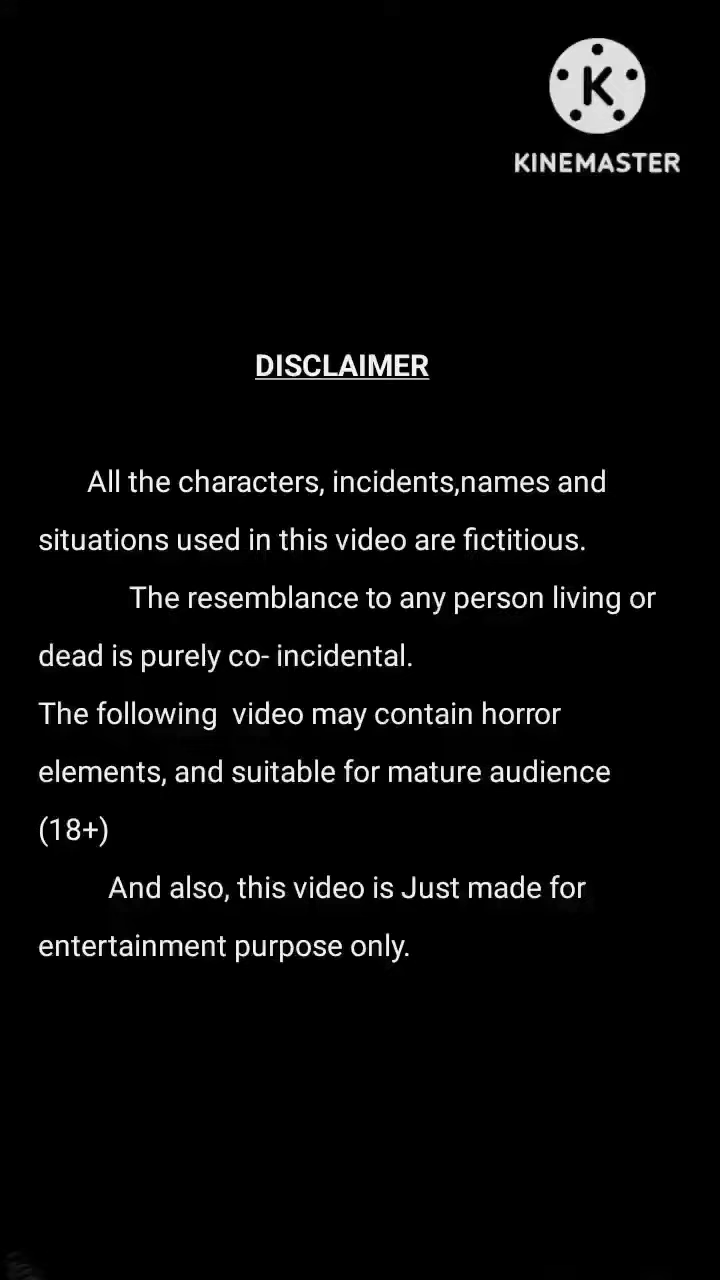 K
KINEMASTER
DISCLAIMER
All the characters, incidents,names and
situations used in this video are fictitious.
The resemblance to any person living or
dead is purely co- incidental.
The following  video may contain horror
elements, and suitable for mature audience
(18+)
And also, this video is Just made for
entertainment purpose only.